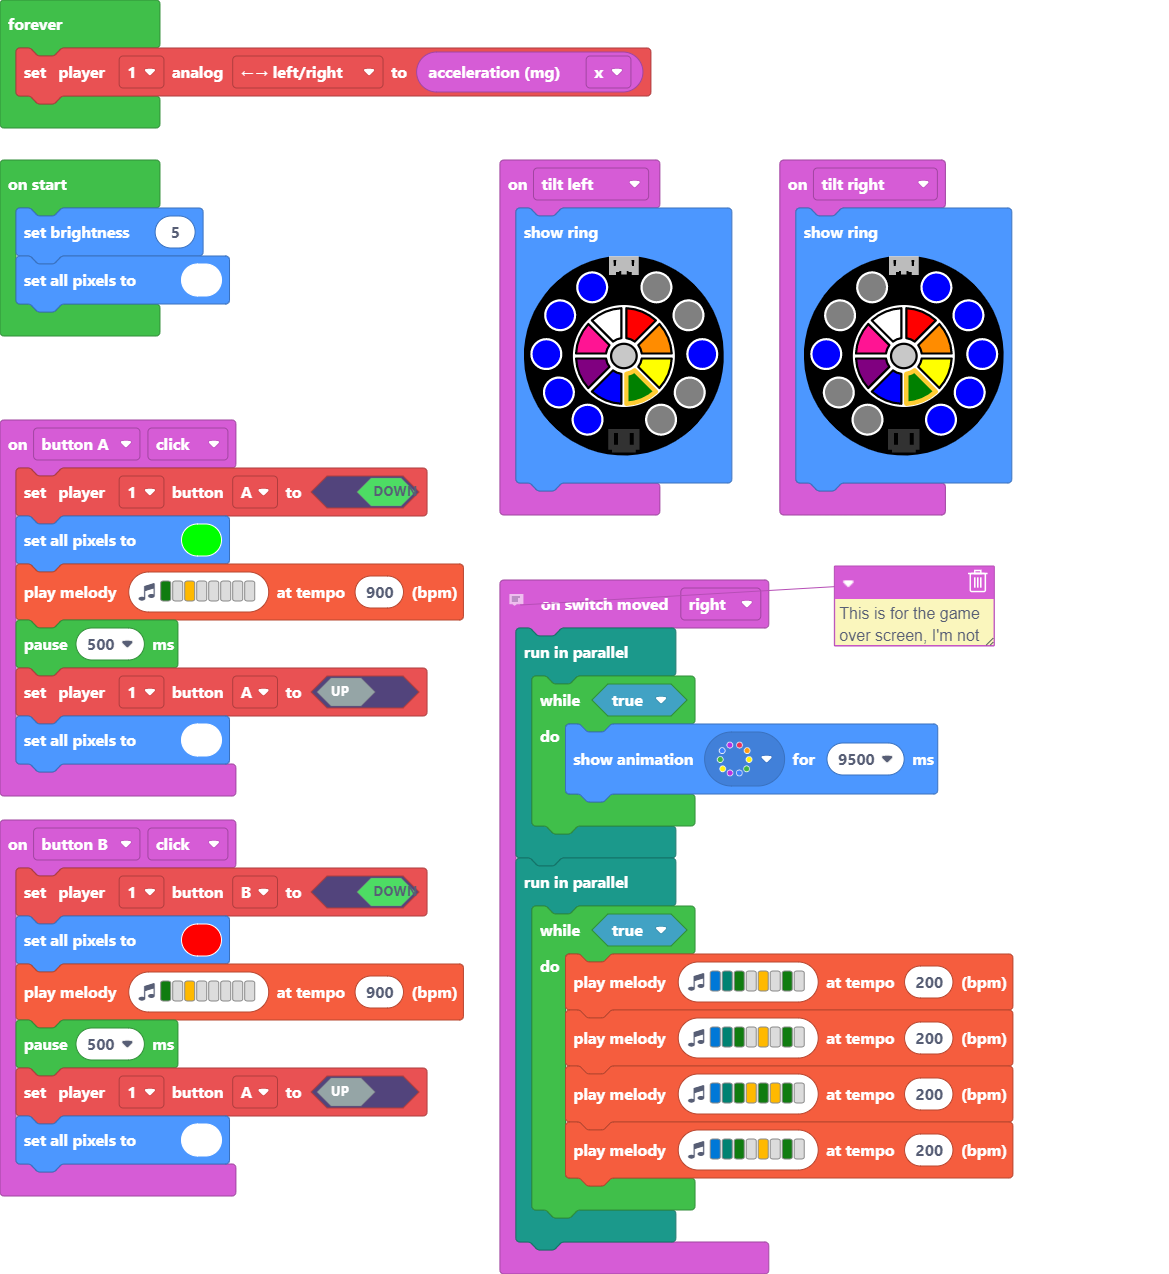 forever
set player 1 analog ←→ left/right to acceleration (mg) x
on start
set brightness 5
set all pixels to
on tilt left
show ring
on tilt right
show ring
on button A click
set player 1 button A to DOWN
set all pixels to
play melody at tempo 900 (bpm)
pause 500 ms
set player 1 button A to UP
set all pixels to
on button B click
set player 1 button B to DOWN
set all pixels to
play melody at tempo 900 (bpm)
pause 500 ms
set player 1 button A to UP
set all pixels to
on switch moved right
This is for the game
over screen, I'm not
run in parallel
while true
do show animation for 9500 ms
run in parallel
while true
do play melody at tempo 200 (bpm)
play melody at tempo 200 (bpm)
play melody at tempo 200 (bpm)
play melody at tempo 200 (bpm)